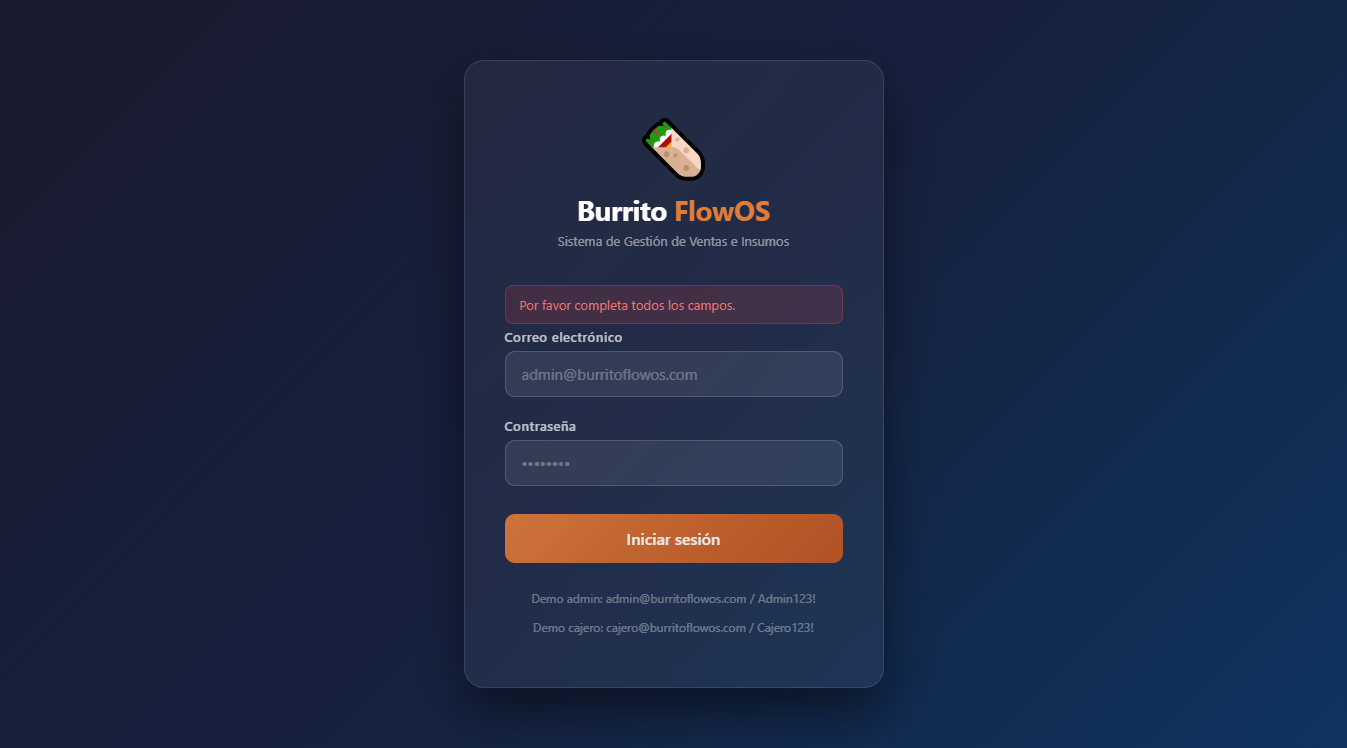 Burrito FlowOS
Sistema de Gestión de Ventas e Insumos
Por favor completa todos los campos.
Correo electrónico
admin@burritoflowos.com
Contraseña
••••••••
Iniciar sesión
Demo admin: admin@burritoflowos.com / Admin123!
Demo cajero: cajero@burritoflowos.com / Cajero123!